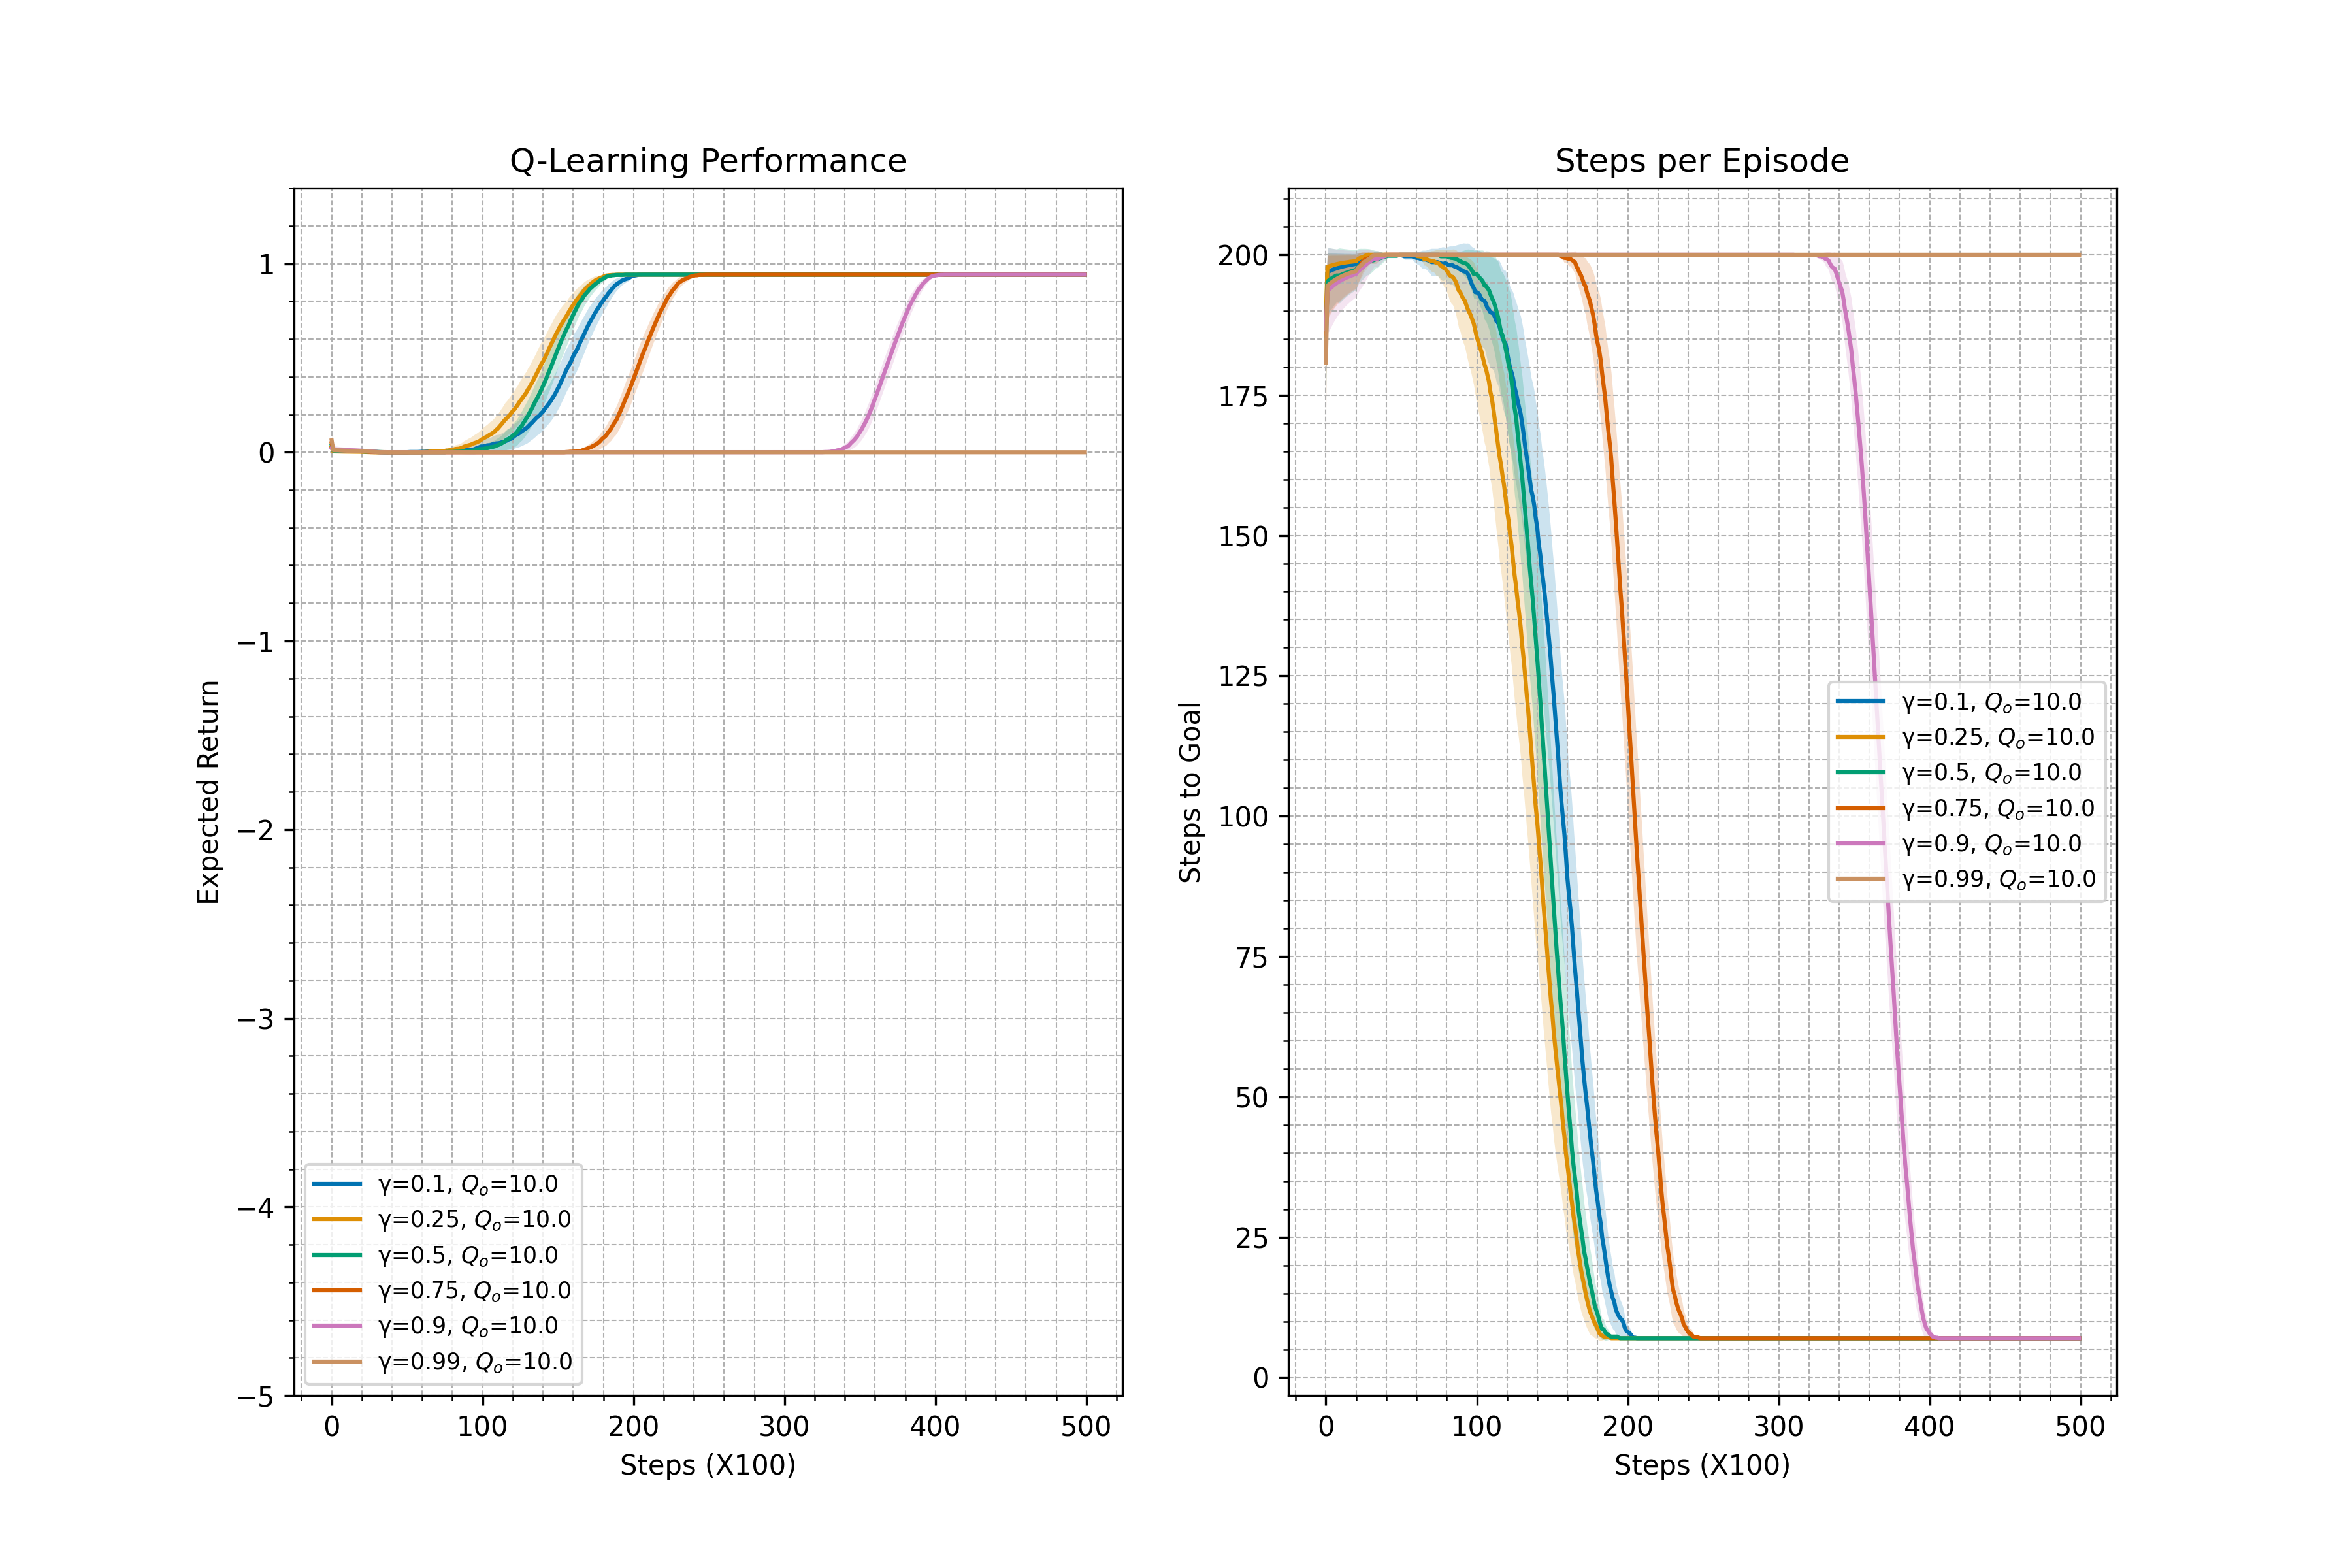 Q-Learning Performance
Expected Return
1
0
−1
−2
−3
−4
−5
0 100 200 300 400 500
Steps (X100)
γ=0.1, Qₒ=10.0
γ=0.25, Qₒ=10.0
γ=0.5, Qₒ=10.0
γ=0.75, Qₒ=10.0
γ=0.9, Qₒ=10.0
γ=0.99, Qₒ=10.0
Steps per Episode
Steps to Goal
200
175
150
125
100
75
50
25
0
0 100 200 300 400 500
Steps (X100)
γ=0.1, Qₒ=10.0
γ=0.25, Qₒ=10.0
γ=0.5, Qₒ=10.0
γ=0.75, Qₒ=10.0
γ=0.9, Qₒ=10.0
γ=0.99, Qₒ=10.0